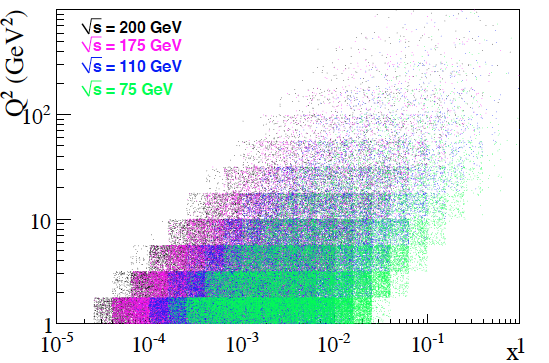 √s = 200 GeV
√s = 175 GeV
√s = 110 GeV
√s = 75 GeV
Q² (GeV²)
10²
10
1
10⁻⁵ 10⁻⁴ 10⁻³ 10⁻² 10⁻¹ 1
x